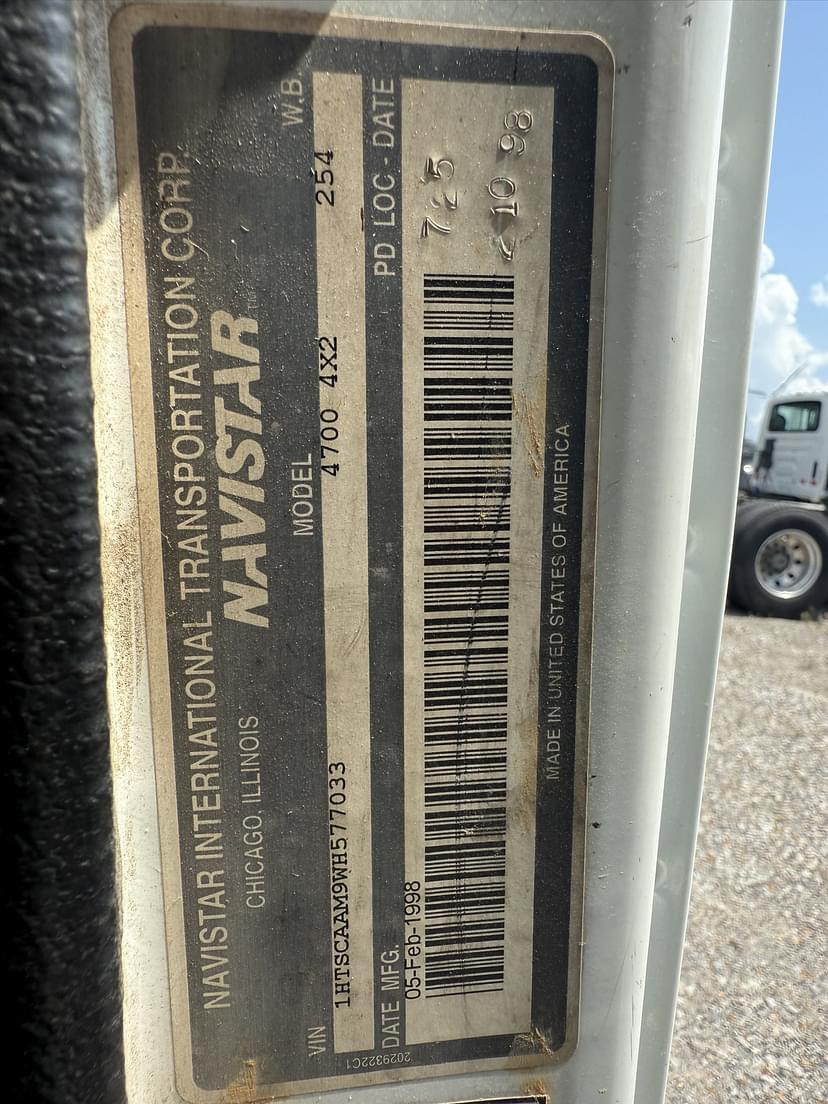 NAVISTAR INTERNATIONAL TRANSPORTATION CORP.
CHICAGO, ILLINOIS NAVISTAR
VIN MODEL W.B.
1HTSCAAM9WH577033 4700 4X2 254
DATE MFG. PD LOC - DATE
05-Feb-1998 725
10 98
MADE IN UNITED STATES OF AMERICA
2029322C1